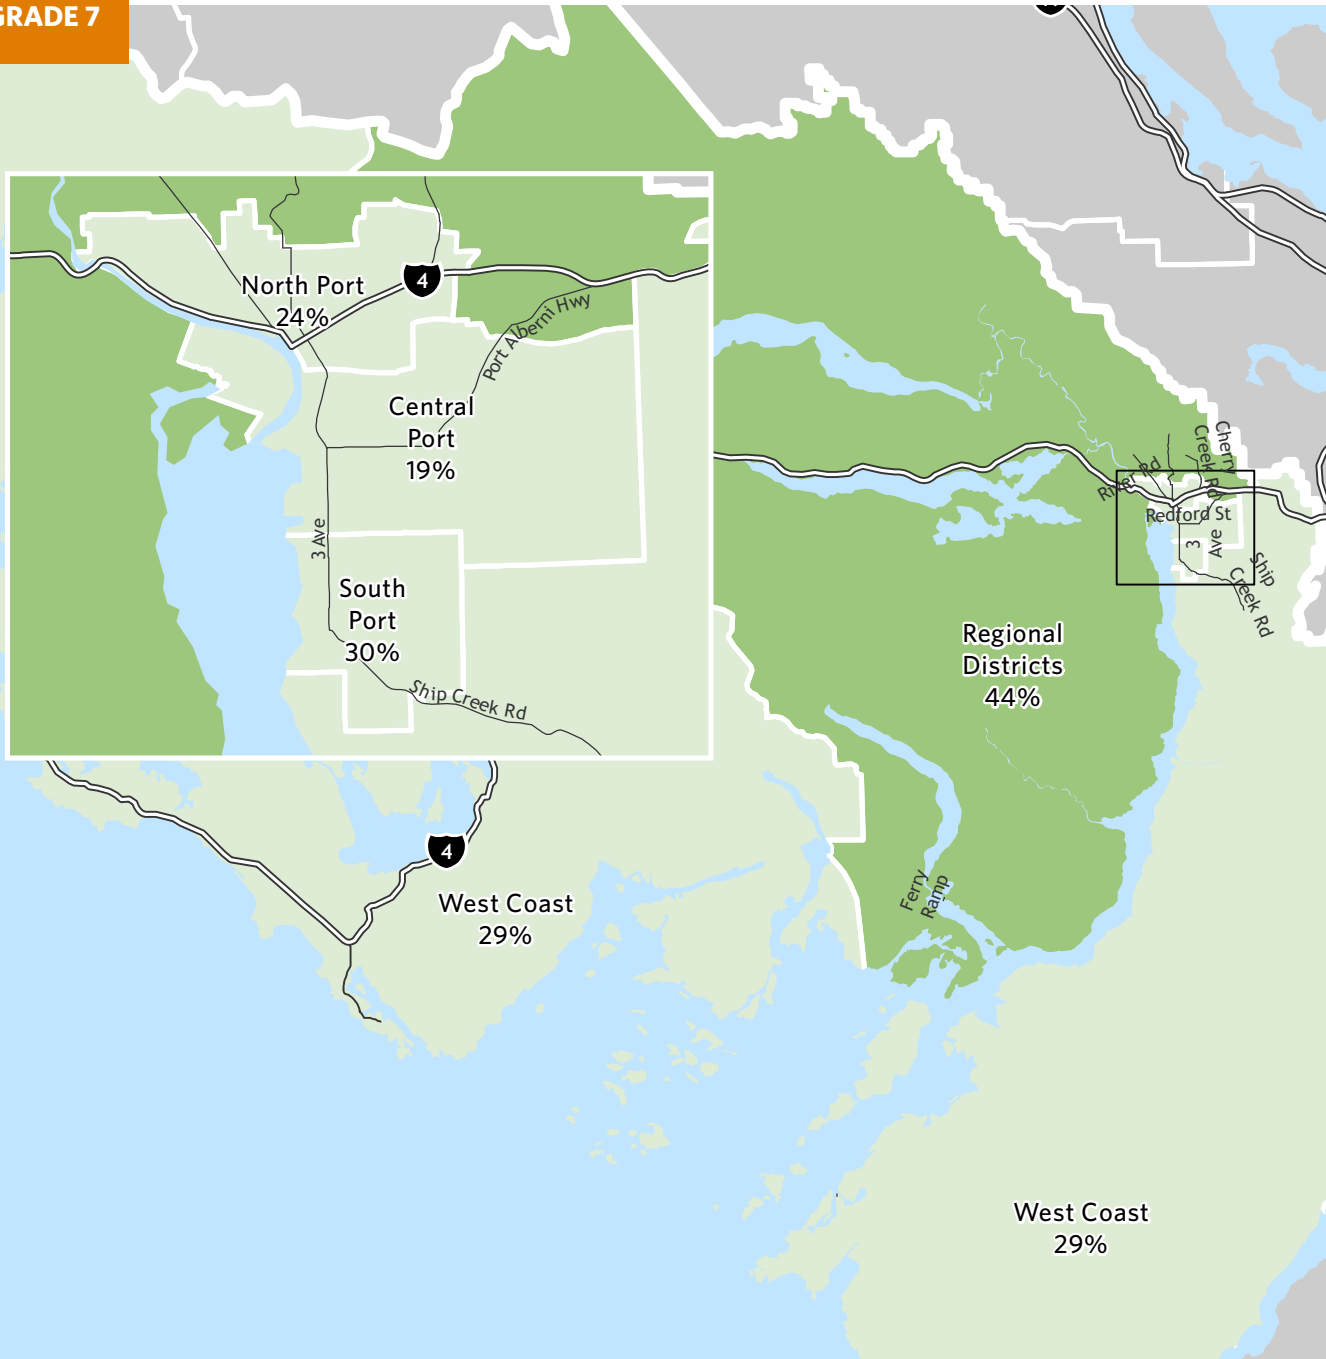 GRADE 7
North Port
24%
4
Port Alberni Hwy
Central
Port
19%
3 Ave
South
Port
30%
Ship Creek Rd
Cherry
Creek Rd
River Rd
Redford St
3
Ave
Ship
Creek Rd
Regional
Districts
44%
Ferry
Ramp
4
West Coast
29%
West Coast
29%